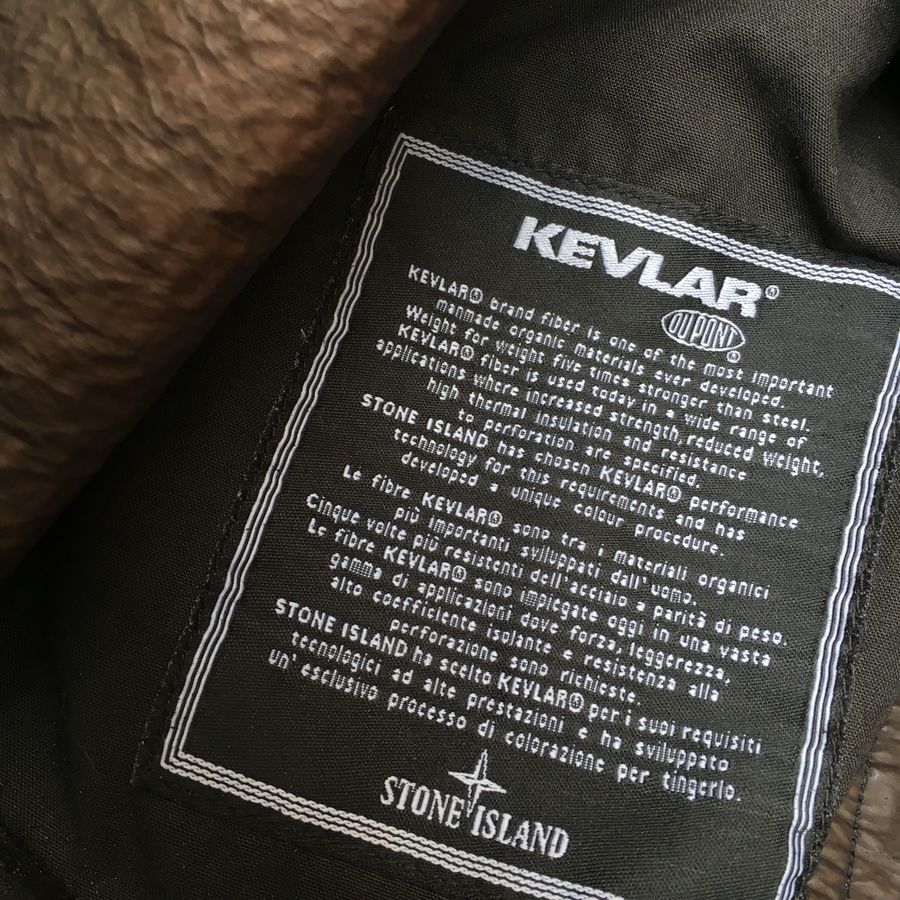 KEVLAR®
DU PONT®
KEVLAR® brand fiber is one of the most important
manmade organic materials ever developed.
Weight for weight five times stronger than steel.
KEVLAR® fiber is used today in a wide range of
applications where increased strength, reduced weight,
high thermal insulation and resistance
to perforation are specified.
STONE ISLAND has chosen KEVLAR® performance
technology for this requirements and has
developed a unique colour procedure.
Le fibre KEVLAR® sono tra i materiali organici
più importanti sviluppati dall'uomo.
Cinque volte più resistenti dell'acciaio a parità di peso.
Le fibre KEVLAR® sono impiegate oggi in una vasta
gamma di applicazioni dove forza, leggerezza,
alto coefficiente isolante e resistenza alla
perforazione sono richieste.
STONE ISLAND ha scelto KEVLAR® per i suoi requisiti
tecnologici ad alte prestazioni e ha sviluppato
un' esclusivo processo di colorazione per tingerlo.
STONE ISLAND